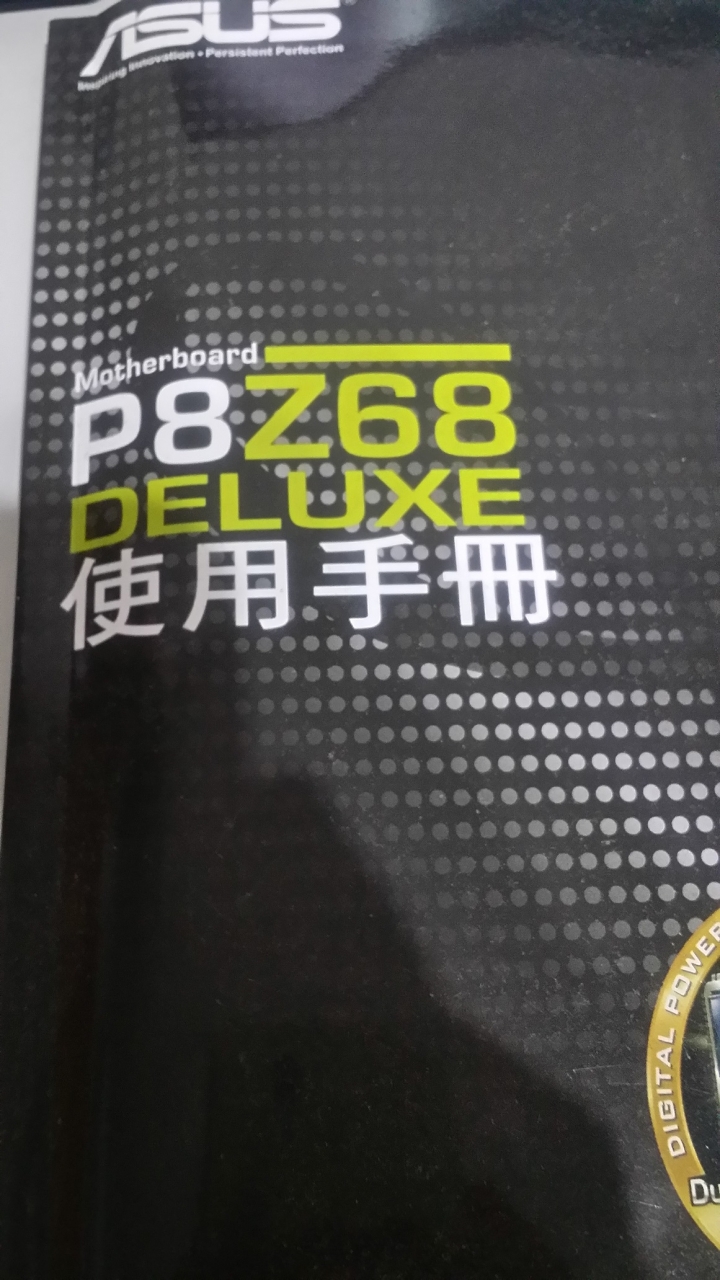 ASUS
Inspiring Innovation • Persistent Perfection
Motherboard
P8Z68
DELUXE
使用手冊
DIGITAL POWER